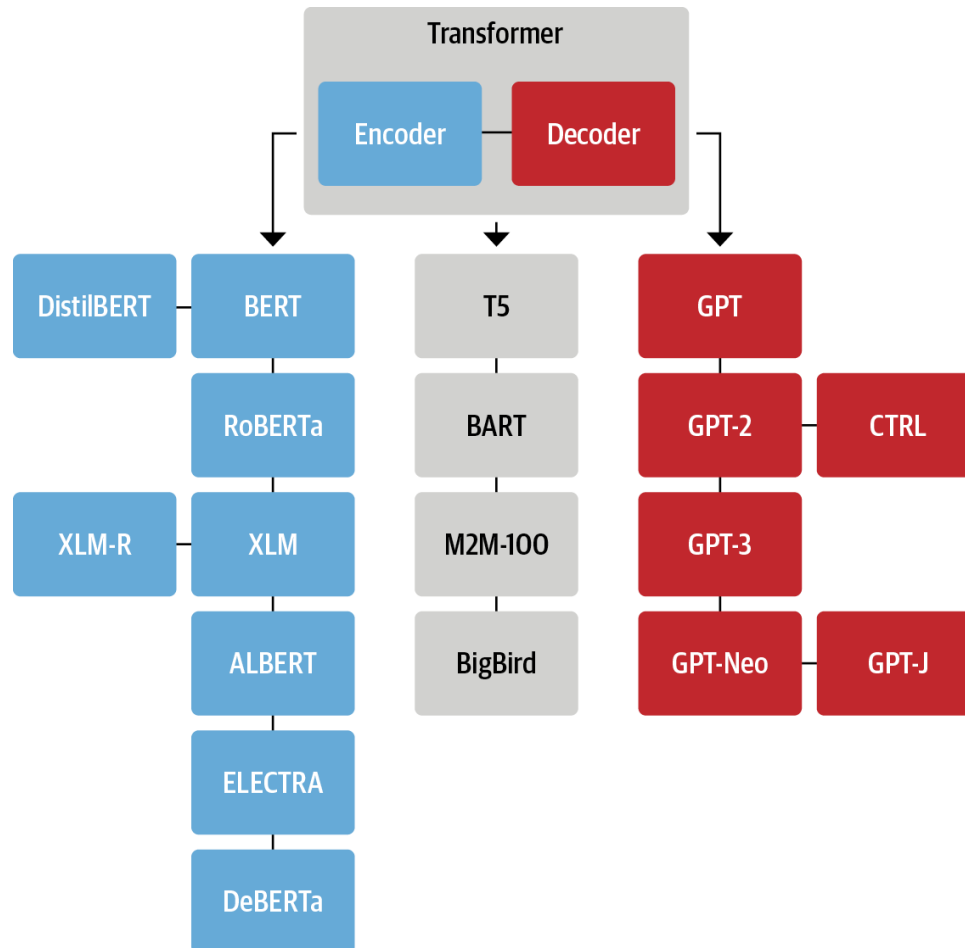 Transformer
Encoder
Decoder
DistilBERT
BERT
T5
GPT
RoBERTa
BART
GPT-2
CTRL
XLM-R
XLM
M2M-100
GPT-3
ALBERT
BigBird
GPT-Neo
GPT-J
ELECTRA
DeBERTa